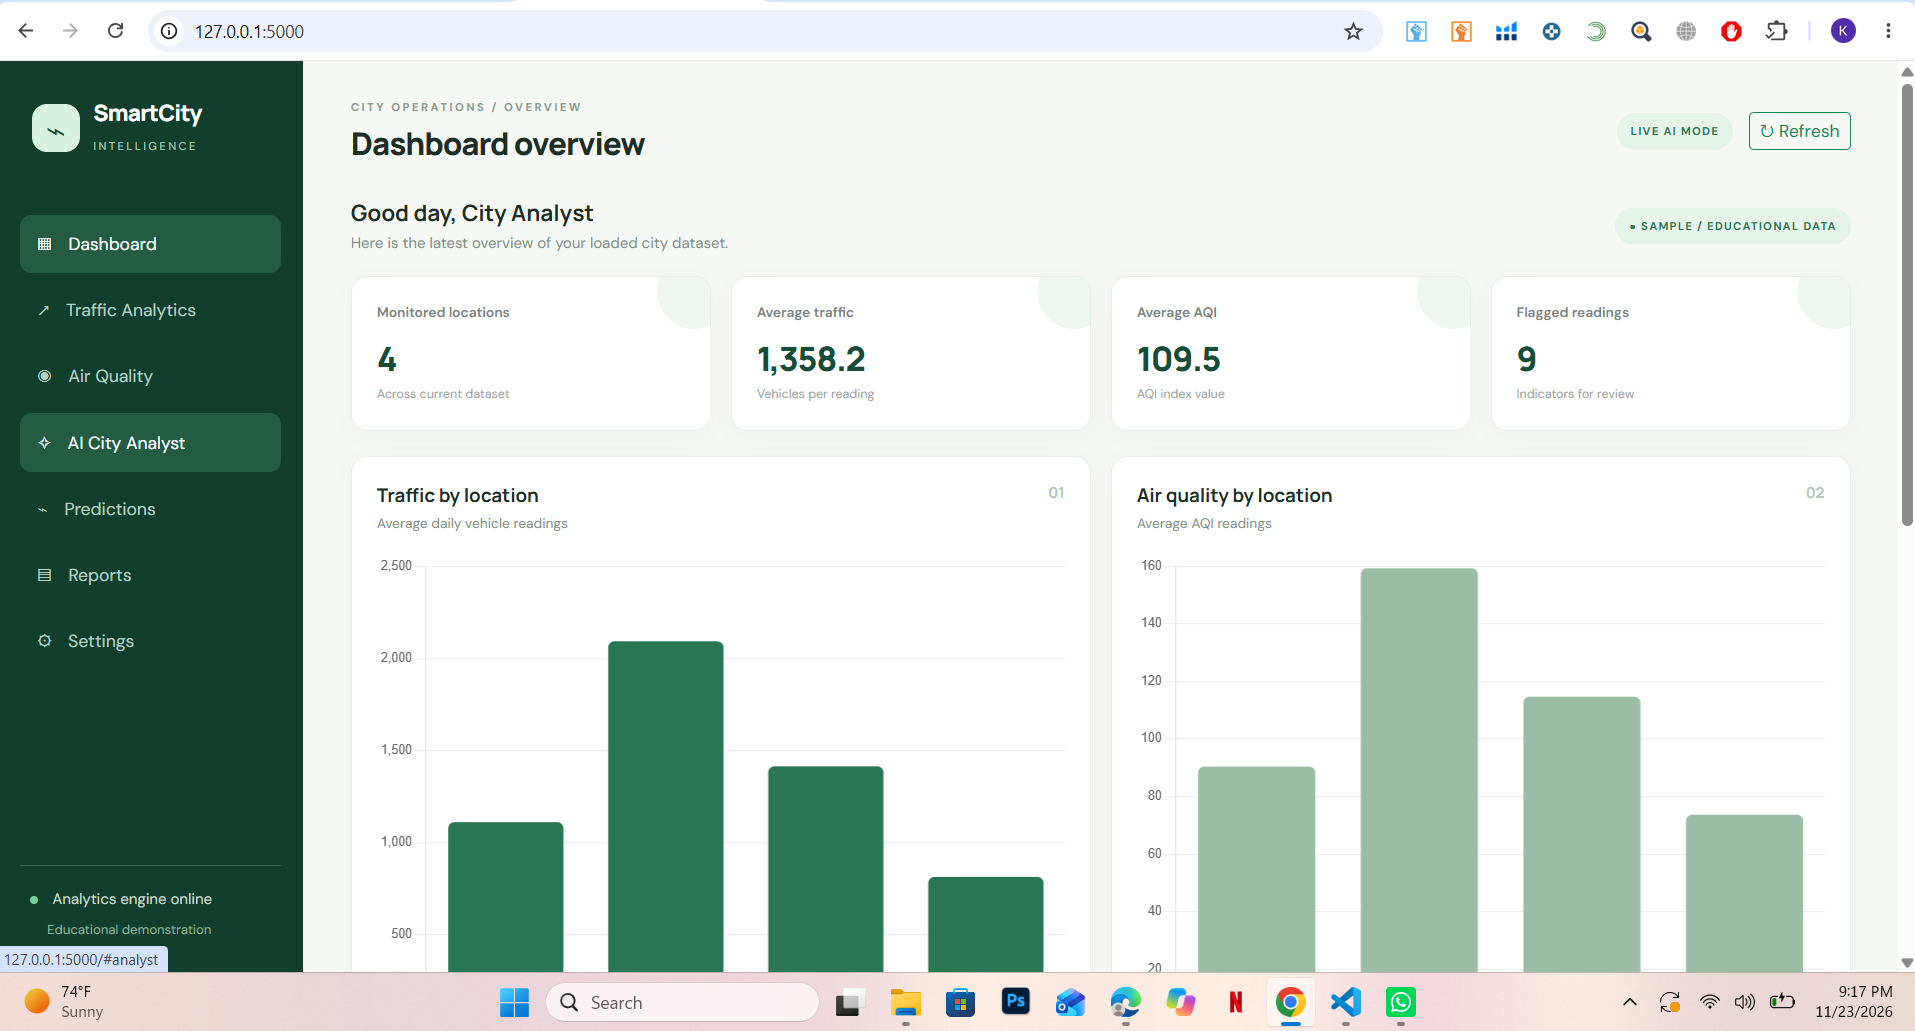 127.0.0.1:5000
K
SmartCity
INTELLIGENCE
Dashboard
Traffic Analytics
Air Quality
AI City Analyst
Predictions
Reports
Settings
Analytics engine online
Educational demonstration
127.0.0.1:5000/#analyst
CITY OPERATIONS / OVERVIEW
Dashboard overview
LIVE AI MODE
↻ Refresh
Good day, City Analyst
Here is the latest overview of your loaded city dataset.
• SAMPLE / EDUCATIONAL DATA
Monitored locations
4
Across current dataset
Average traffic
1,358.2
Vehicles per reading
Average AQI
109.5
AQI index value
Flagged readings
9
Indicators for review
Traffic by location
01
Average daily vehicle readings
2,500
2,000
1,500
1,000
500
Air quality by location
02
Average AQI readings
160
140
120
100
80
60
40
20
74°F
Sunny
Search
Ps
N
9:17 PM
11/23/2026